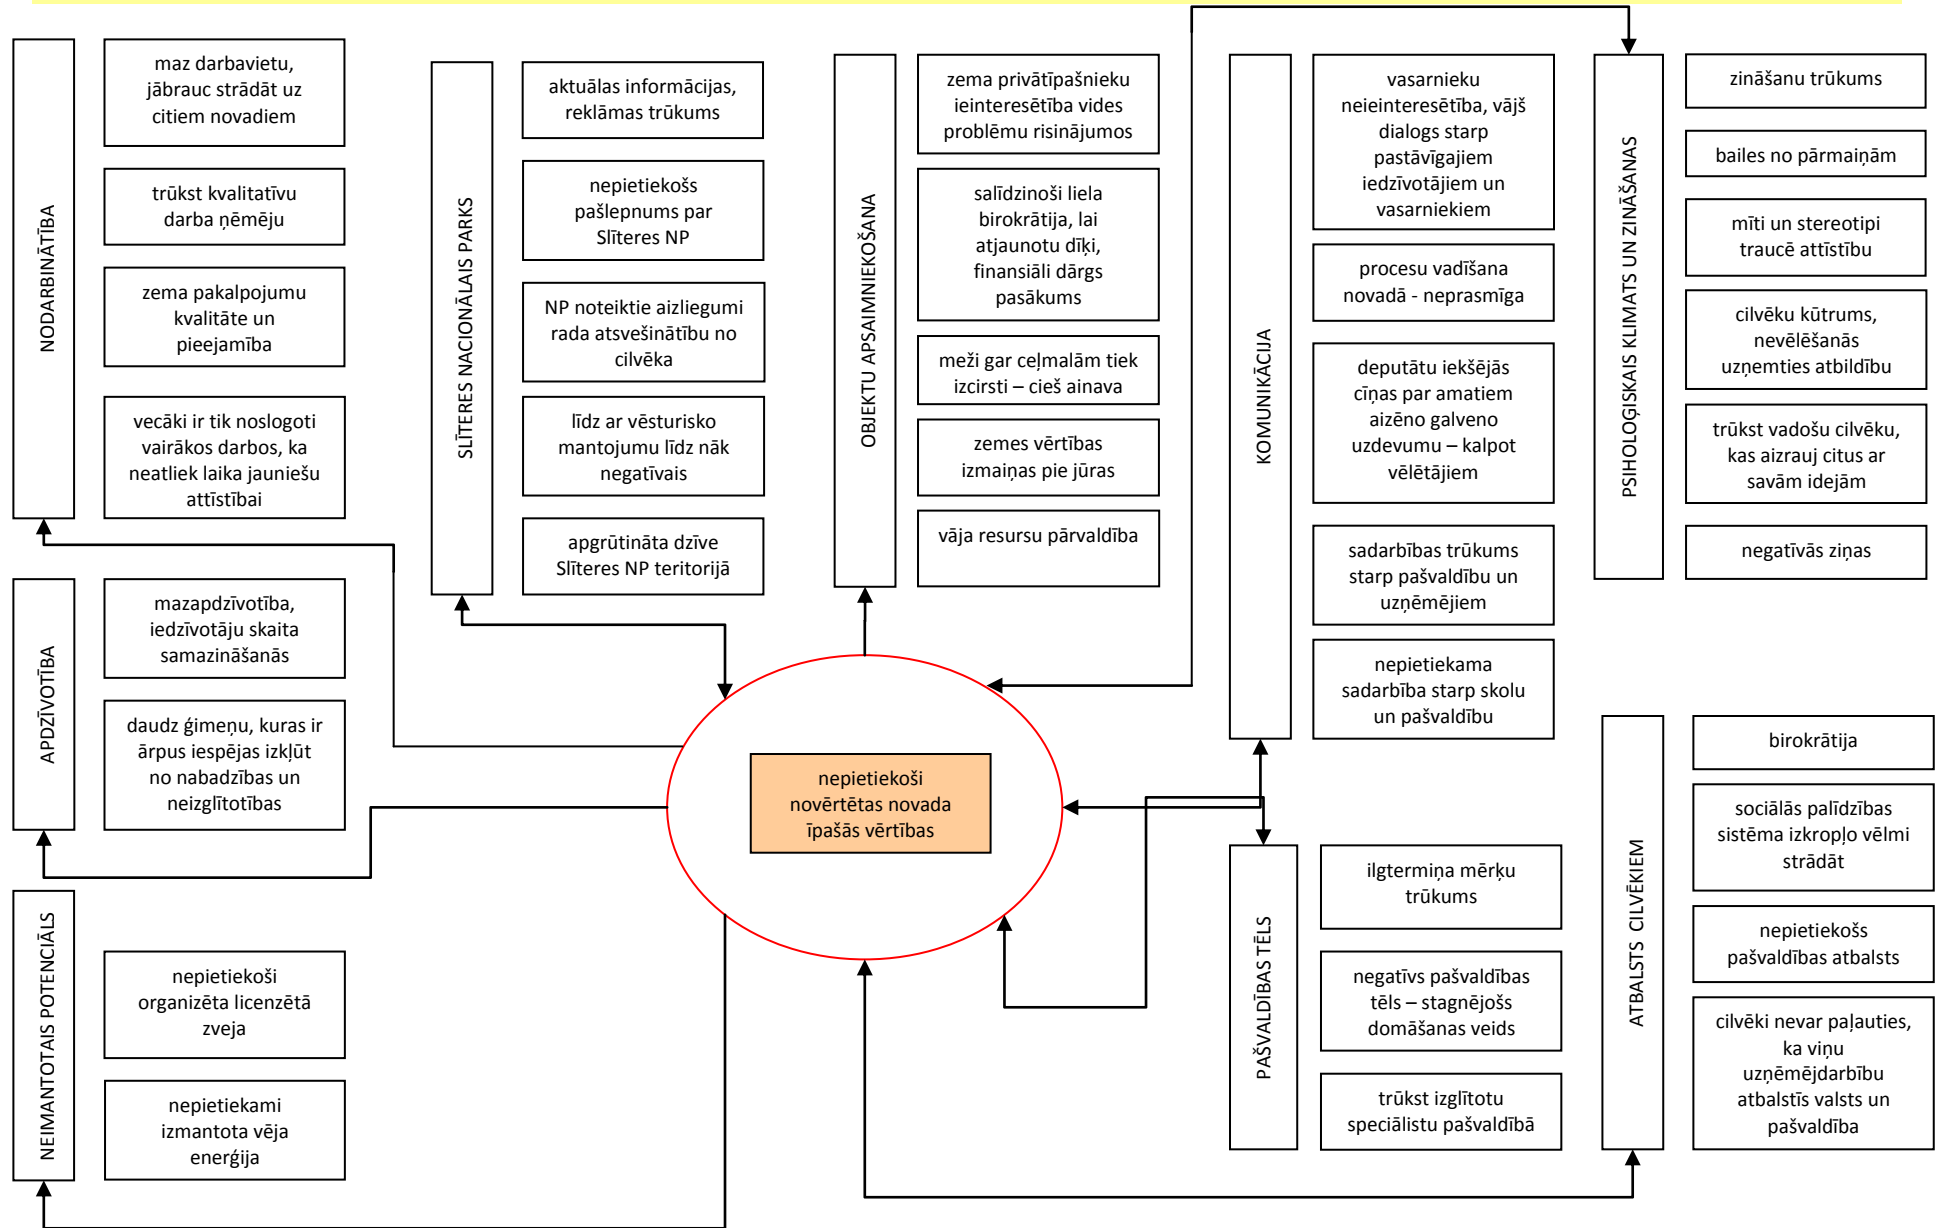 NODARBINĀTĪBA
maz darbavietu,
jābrauc strādāt uz
citiem novadiem
trūkst kvalitatīvu
darba ņēmēju
zema pakalpojumu
kvalitāte un
pieejamība
vecāki ir tik noslogoti
vairākos darbos, ka
neatliek laika jauniešu
attīstībai
APDZĪVOTĪBA
mazapdzīvotība,
iedzīvotāju skaita
samazināšanās
daudz ģimeņu, kuras ir
ārpus iespējas izkļūt
no nabadzības un
neizglītotības
NEIMANTOTAIS POTENCIĀLS
nepietiekoši
organizēta licenzētā
zveja
nepietiekami
izmantota vēja
enerģija
SLĪTERES NACIONĀLAIS PARKS
aktuālas informācijas,
reklāmas trūkums
nepietiekošs
pašlepnums par
Slīteres NP
NP noteiktie aizliegumi
rada atsvešinātību no
cilvēka
līdz ar vēsturisko
mantojumu līdz nāk
negatīvais
apgrūtināta dzīve
Slīteres NP teritorijā
OBJEKTU APSAIMNIEKOŠANA
zema privātīpašnieku
ieinteresētība vides
problēmu risinājumos
salīdzinoši liela
birokrātija, lai
atjaunotu dīķi,
finansiāli dārgs
pasākums
meži gar ceļmalām tiek
izcirsti – cieš ainava
zemes vērtības
izmaiņas pie jūras
vāja resursu pārvaldība
nepietiekoši
novērtētas novada
īpašās vērtības
KOMUNIKĀCIJA
vasarnieku
neieinteresētība, vājš
dialogs starp
pastāvīgajiem
iedzīvotājiem un
vasarniekiem
procesu vadīšana
novadā - neprasmīga
deputātu iekšējās
cīņas par amatiem
aizēno galveno
uzdevumu – kalpot
vēlētājiem
sadarbības trūkums
starp pašvaldību un
uzņēmējiem
nepietiekama
sadarbība starp skolu
un pašvaldību
PAŠVALDĪBAS TĒLS
ilgtermiņa mērķu
trūkums
negatīvs pašvaldības
tēls – stagnējošs
domāšanas veids
trūkst izglītotu
speciālistu pašvaldībā
PSIHOLOĢISKAIS KLIMATS UN ZINĀŠANAS
zināšanu trūkums
bailes no pārmaiņām
mīti un stereotipi
traucē attīstību
cilvēku kūtrums,
nevēlēšanās
uzņemties atbildību
trūkst vadošu cilvēku,
kas aizrauj citus ar
savām idejām
negatīvās ziņas
ATBALSTS CILVĒKIEM
birokrātija
sociālās palīdzības
sistēma izkropļo vēlmi
strādāt
nepietiekošs
pašvaldības atbalsts
cilvēki nevar paļauties,
ka viņu
uzņēmējdarbību
atbalstīs valsts un
pašvaldība